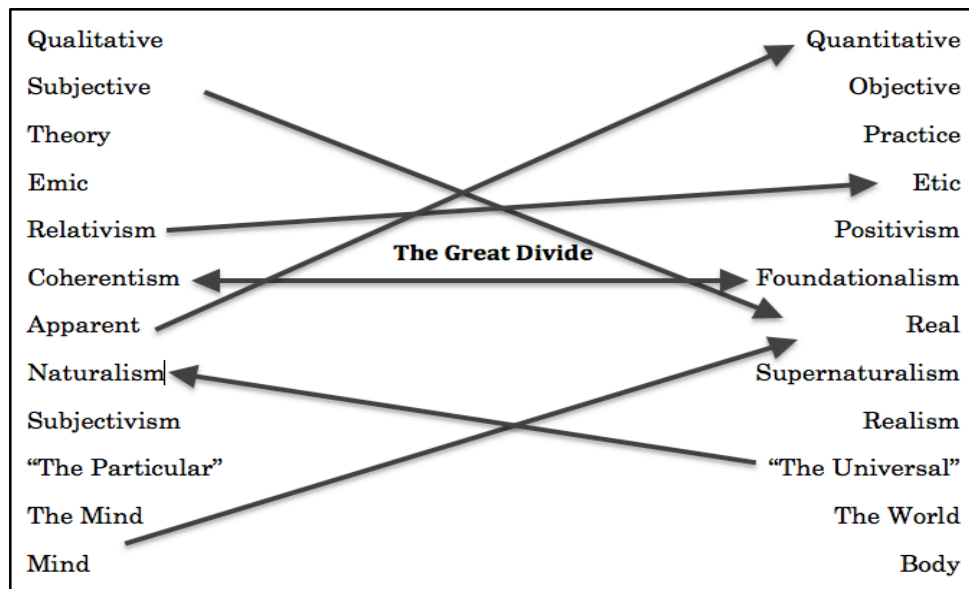 Qualitative Quantitative
Subjective Objective
Theory Practice
Emic Etic
Relativism Positivism
The Great Divide
Coherentism Foundationalism
Apparent Real
Naturalism Supernaturalism
Subjectivism Realism
“The Particular” “The Universal”
The Mind The World
Mind Body